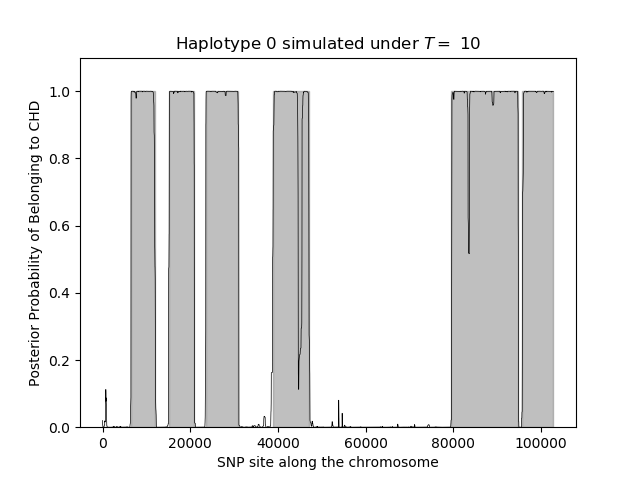 Haplotype 0 simulated under T = 10
Posterior Probability of Belonging to CHD
1.0
0.8
0.6
0.4
0.2
0.0
0 20000 40000 60000 80000 100000
SNP site along the chromosome